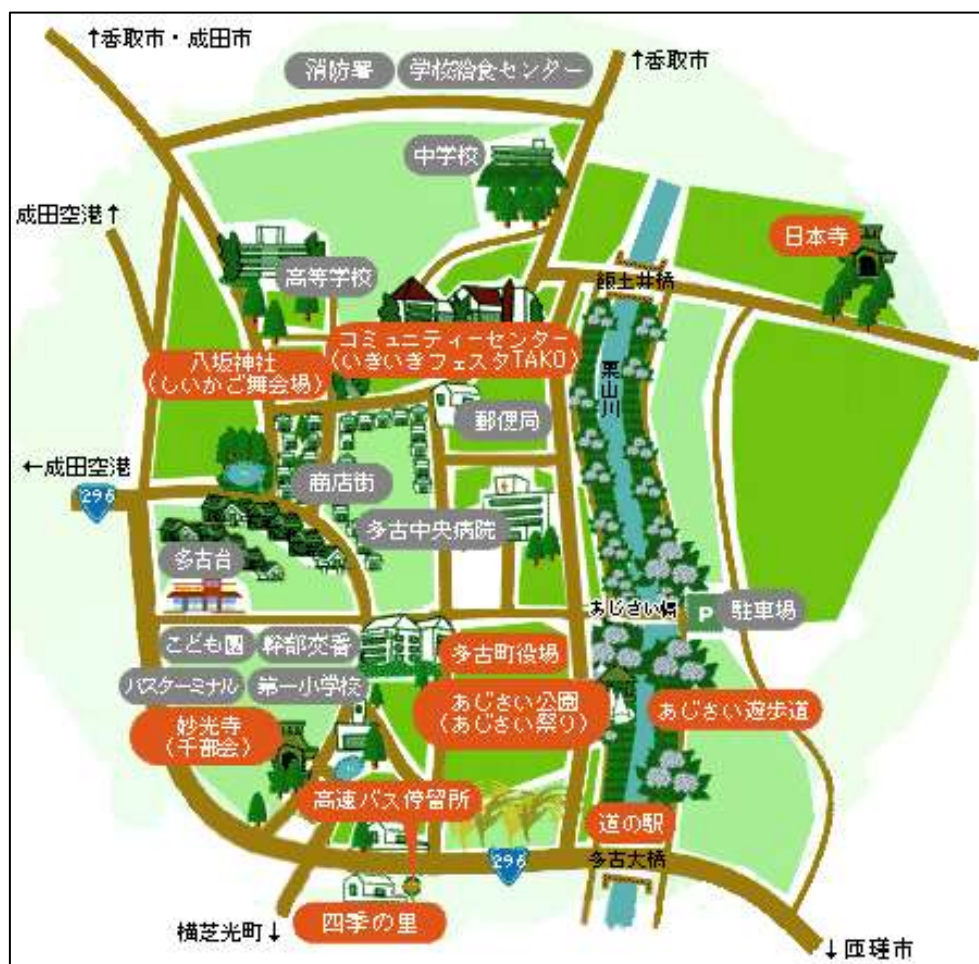 ↑香取市・成田市
↑香取市
消防署
学校給食センター
中学校
成田空港↑
日本寺
高等学校
飯土井橋
コミュニティーセンター
(いきいきフェスタTAKO)
八坂神社
(しいかご舞会場)
栗山川
郵便局
←成田空港
296
商店街
多古中央病院
多古台
あじさい橋
P
駐車場
こども園
幹部交番
多古町役場
バスターミナル
第一小学校
あじさい公園
(あじさい祭り)
あじさい遊歩道
妙光寺
(千部会)
高速バス停留所
道の駅
296
多古大橋
四季の里
横芝光町↓
↓匝瑳市